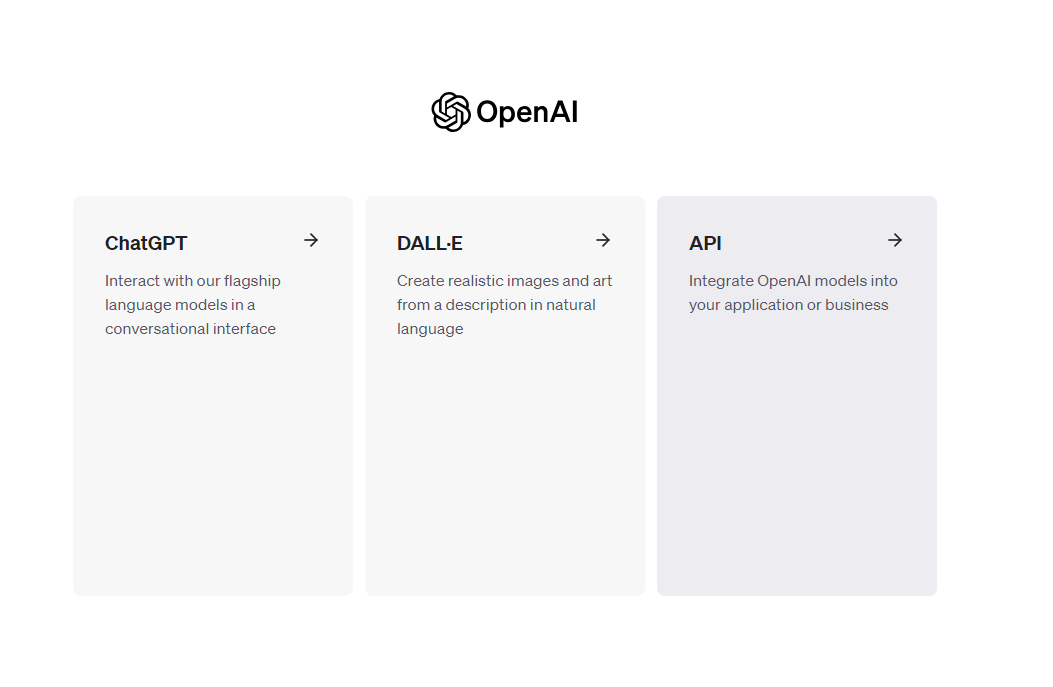 OpenAI
ChatGPT
Interact with our flagship
language models in a
conversational interface
DALL·E
Create realistic images and art
from a description in natural
language
API
Integrate OpenAI models into
your application or business